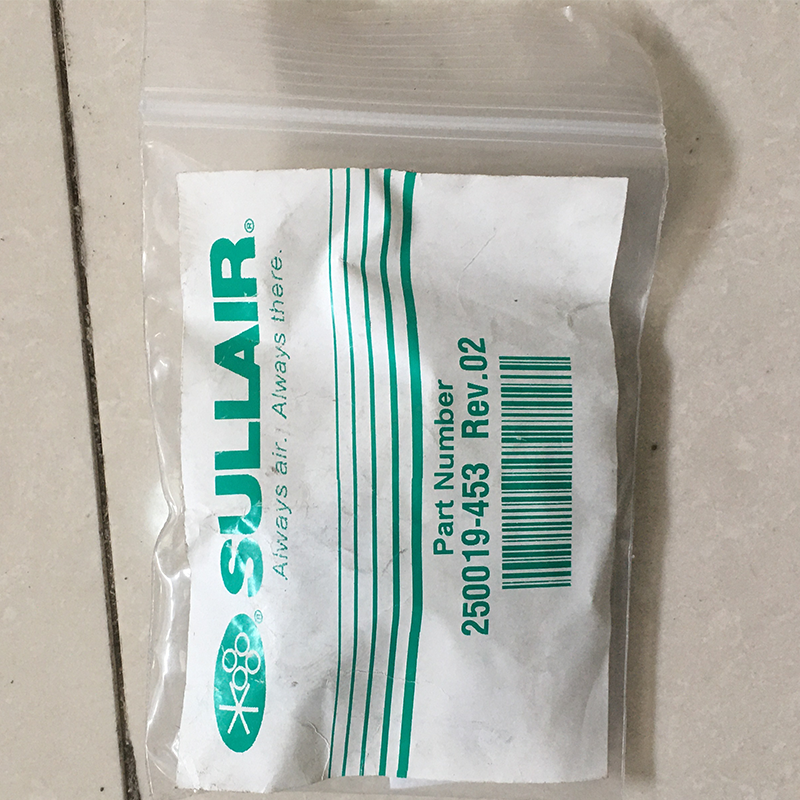 SULLAIR®
Always air. Always there.
Part Number
250019-453 Rev.02